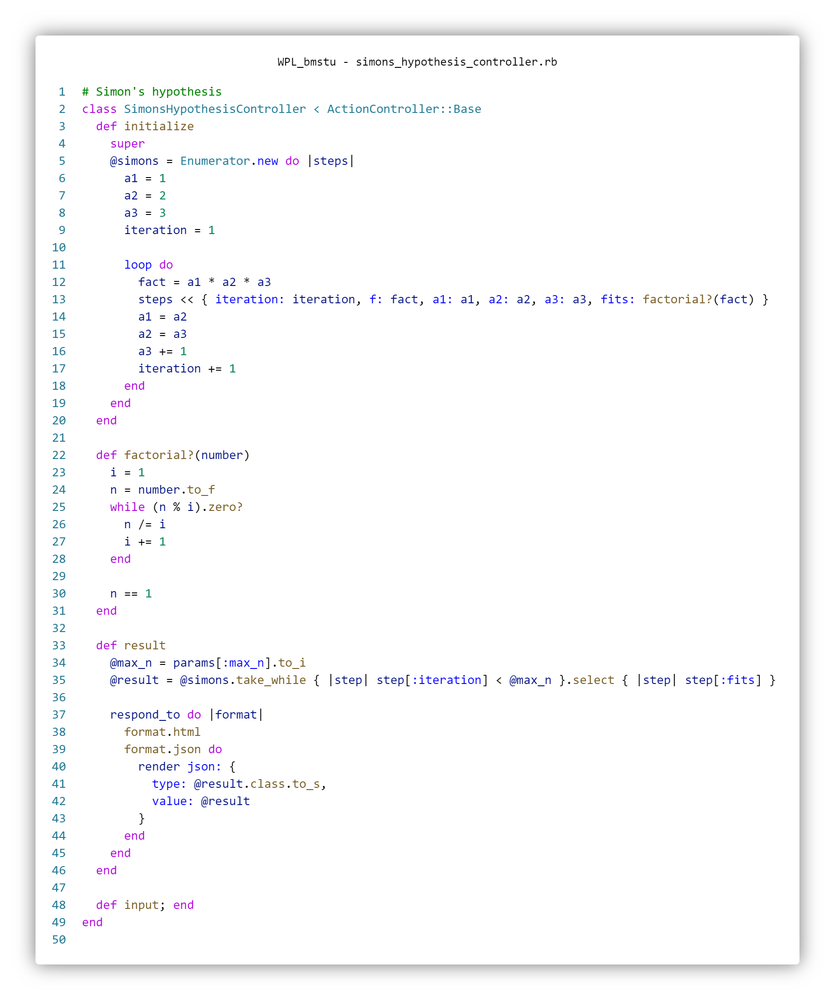 WPL_bmstu - simons_hypothesis_controller.rb
1 # Simon's hypothesis
2 class SimonsHypothesisController < ActionController::Base
3   def initialize
4     super
5     @simons = Enumerator.new do |steps|
6       a1 = 1
7       a2 = 2
8       a3 = 3
9       iteration = 1
10
11       loop do
12         fact = a1 * a2 * a3
13         steps << { iteration: iteration, f: fact, a1: a1, a2: a2, a3: a3, fits: factorial?(fact) }
14         a1 = a2
15         a2 = a3
16         a3 += 1
17         iteration += 1
18       end
19     end
20   end
21
22   def factorial?(number)
23     i = 1
24     n = number.to_f
25     while (n % i).zero?
26       n /= i
27       i += 1
28     end
29
30     n == 1
31   end
32
33   def result
34     @max_n = params[:max_n].to_i
35     @result = @simons.take_while { |step| step[:iteration] < @max_n }.select { |step| step[:fits] }
36
37     respond_to do |format|
38       format.html
39       format.json do
40         render json: {
41           type: @result.class.to_s,
42           value: @result
43         }
44       end
45     end
46   end
47
48   def input; end
49 end
50